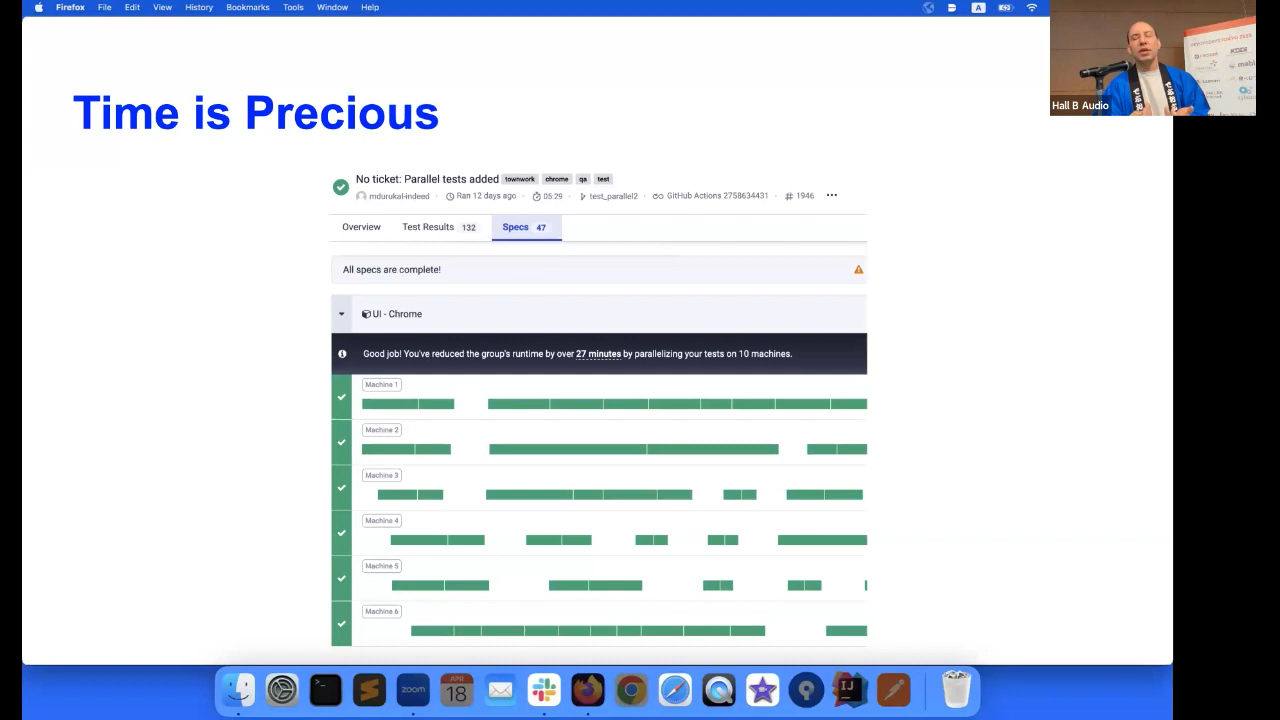 Firefox File Edit View History Bookmarks Tools Window Help A
Hall B Audio
Time is Precious
No ticket: Parallel tests added townwork chrome qa test
mdurokal-indeed · Ran 12 days ago · 05:29 · test_parallel2 · GitHub Actions 2758634431 · # 1946 ...
Overview Test Results 132 Specs 47
All specs are complete!
UI - Chrome
Good job! You've reduced the group's runtime by over 27 minutes by parallelizing your tests on 10 machines.
Machine 1
Machine 2
Machine 3
Machine 4
Machine 5
Machine 6
zoom
APR
18
IJ